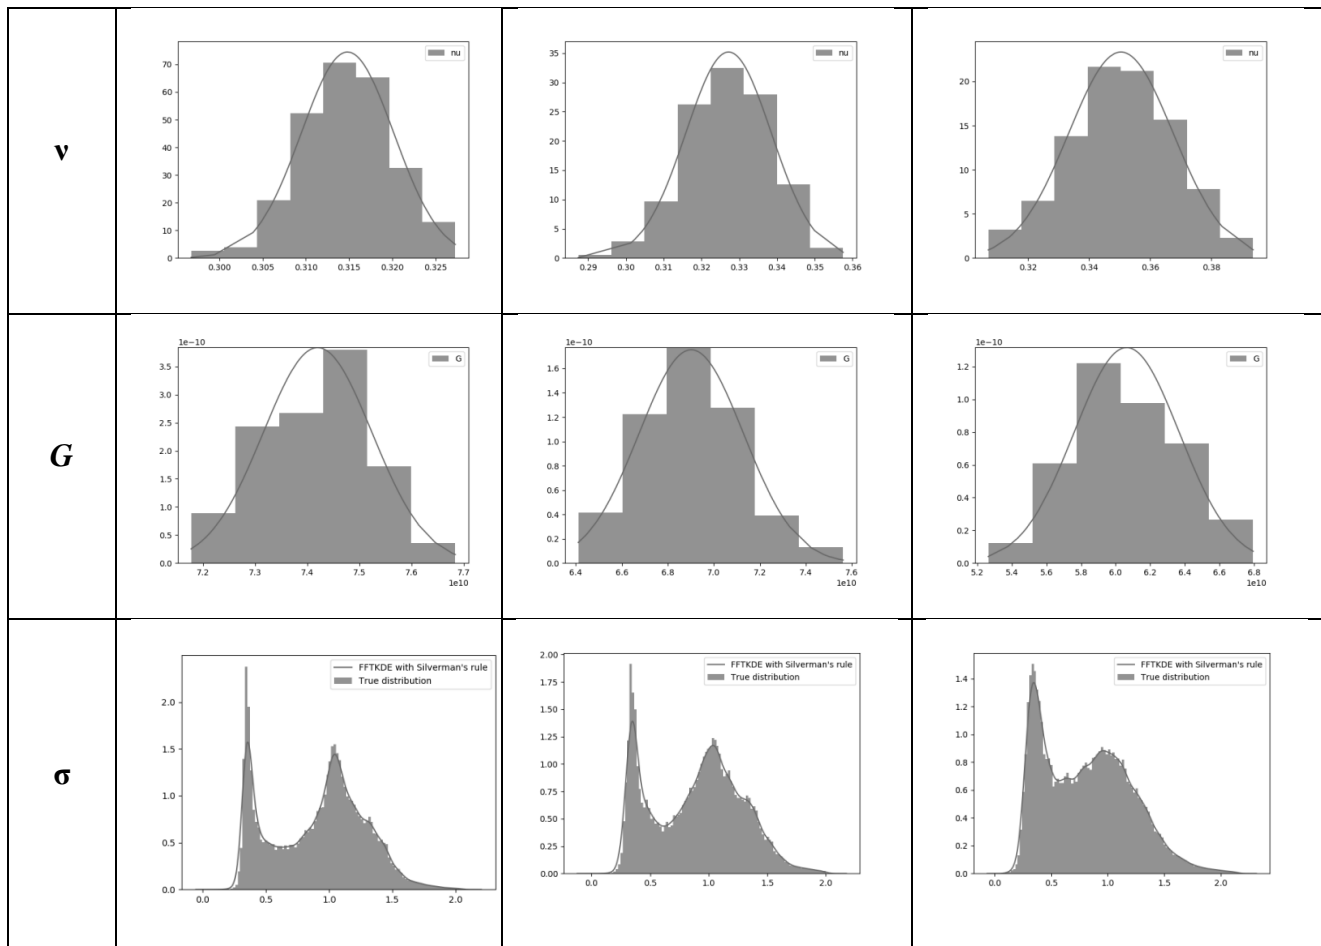 ν
70
60
50
40
30
20
10
0
0.300 0.305 0.310 0.315 0.320 0.325
nu
35
30
25
20
15
10
5
0
0.29 0.30 0.31 0.32 0.33 0.34 0.35 0.36
nu
20
15
10
5
0
0.32 0.34 0.36 0.38
nu
G
1e−10
3.5
3.0
2.5
2.0
1.5
1.0
0.5
0.0
7.2 7.3 7.4 7.5 7.6 7.7
1e10
G
1e−10
1.6
1.4
1.2
1.0
0.8
0.6
0.4
0.2
0.0
6.4 6.6 6.8 7.0 7.2 7.4 7.6
1e10
G
1e−10
1.2
1.0
0.8
0.6
0.4
0.2
0.0
5.2 5.4 5.6 5.8 6.0 6.2 6.4 6.6 6.8
1e10
G
σ
2.0
1.5
1.0
0.5
0.0
0.0 0.5 1.0 1.5 2.0
FFTKDE with Silverman's rule
True distribution
2.00
1.75
1.50
1.25
1.00
0.75
0.50
0.25
0.00
0.0 0.5 1.0 1.5 2.0
FFTKDE with Silverman's rule
True distribution
1.4
1.2
1.0
0.8
0.6
0.4
0.2
0.0
0.0 0.5 1.0 1.5 2.0
FFTKDE with Silverman's rule
True distribution